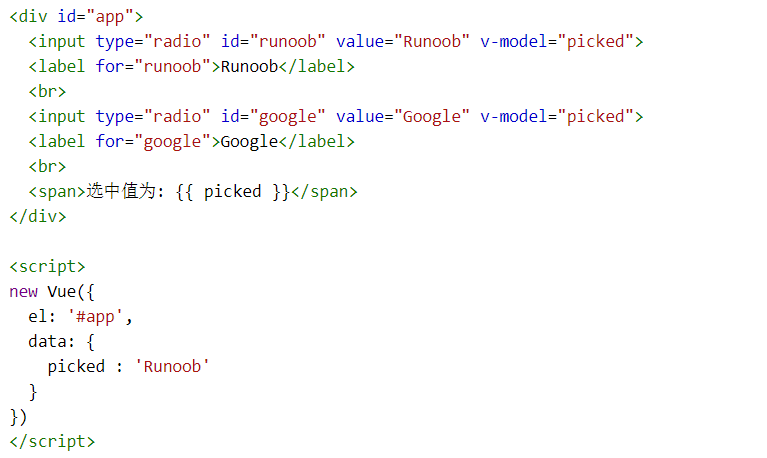 <div id="app">
  <input type="radio" id="runoob" value="Runoob" v-model="picked">
  <label for="runoob">Runoob</label>
  <br>
  <input type="radio" id="google" value="Google" v-model="picked">
  <label for="google">Google</label>
  <br>
  <span>选中值为: {{ picked }}</span>
</div>

<script>
new Vue({
  el: '#app',
  data: {
    picked : 'Runoob'
  }
})
</script>